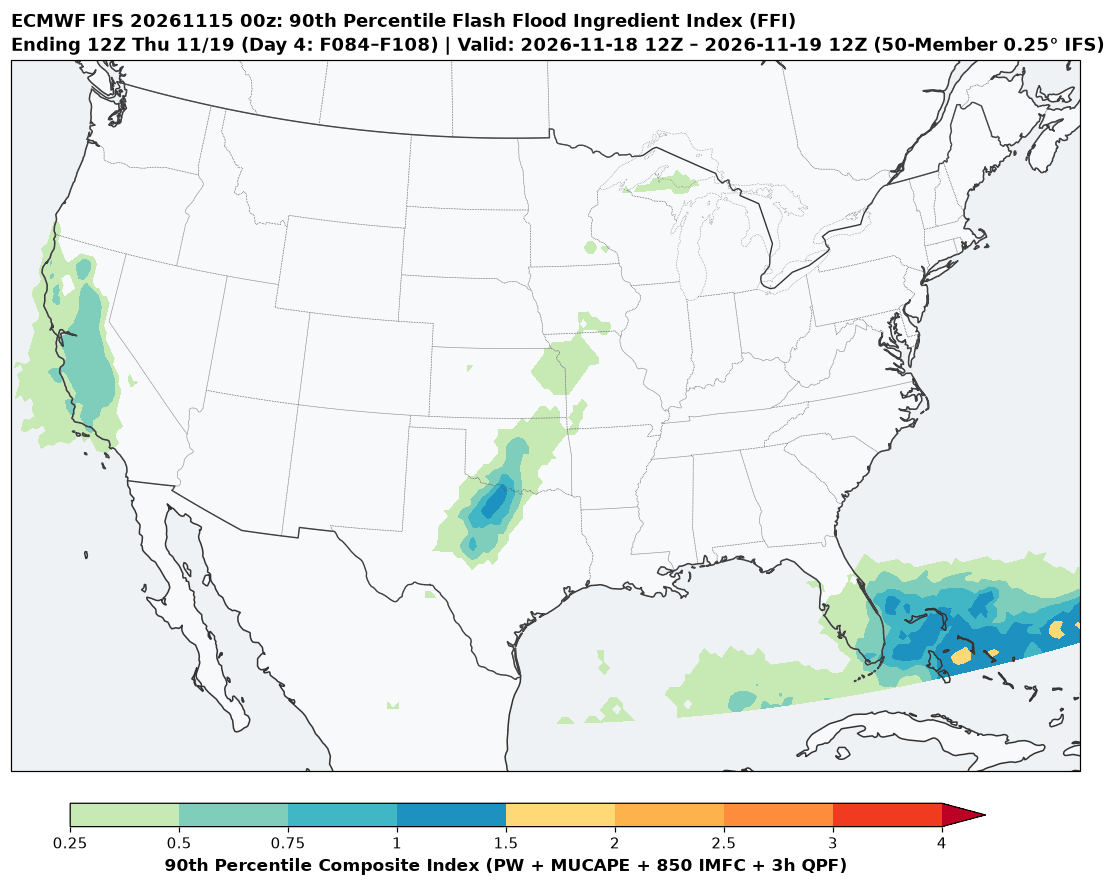 ECMWF IFS 20261115 00z: 90th Percentile Flash Flood Ingredient Index (FFI)
Ending 12Z Thu 11/19 (Day 4: F084–F108) | Valid: 2026-11-18 12Z – 2026-11-19 12Z (50-Member 0.25° IFS)
0.25 0.5 0.75 1 1.5 2 2.5 3 4
90th Percentile Composite Index (PW + MUCAPE + 850 IMFC + 3h QPF)